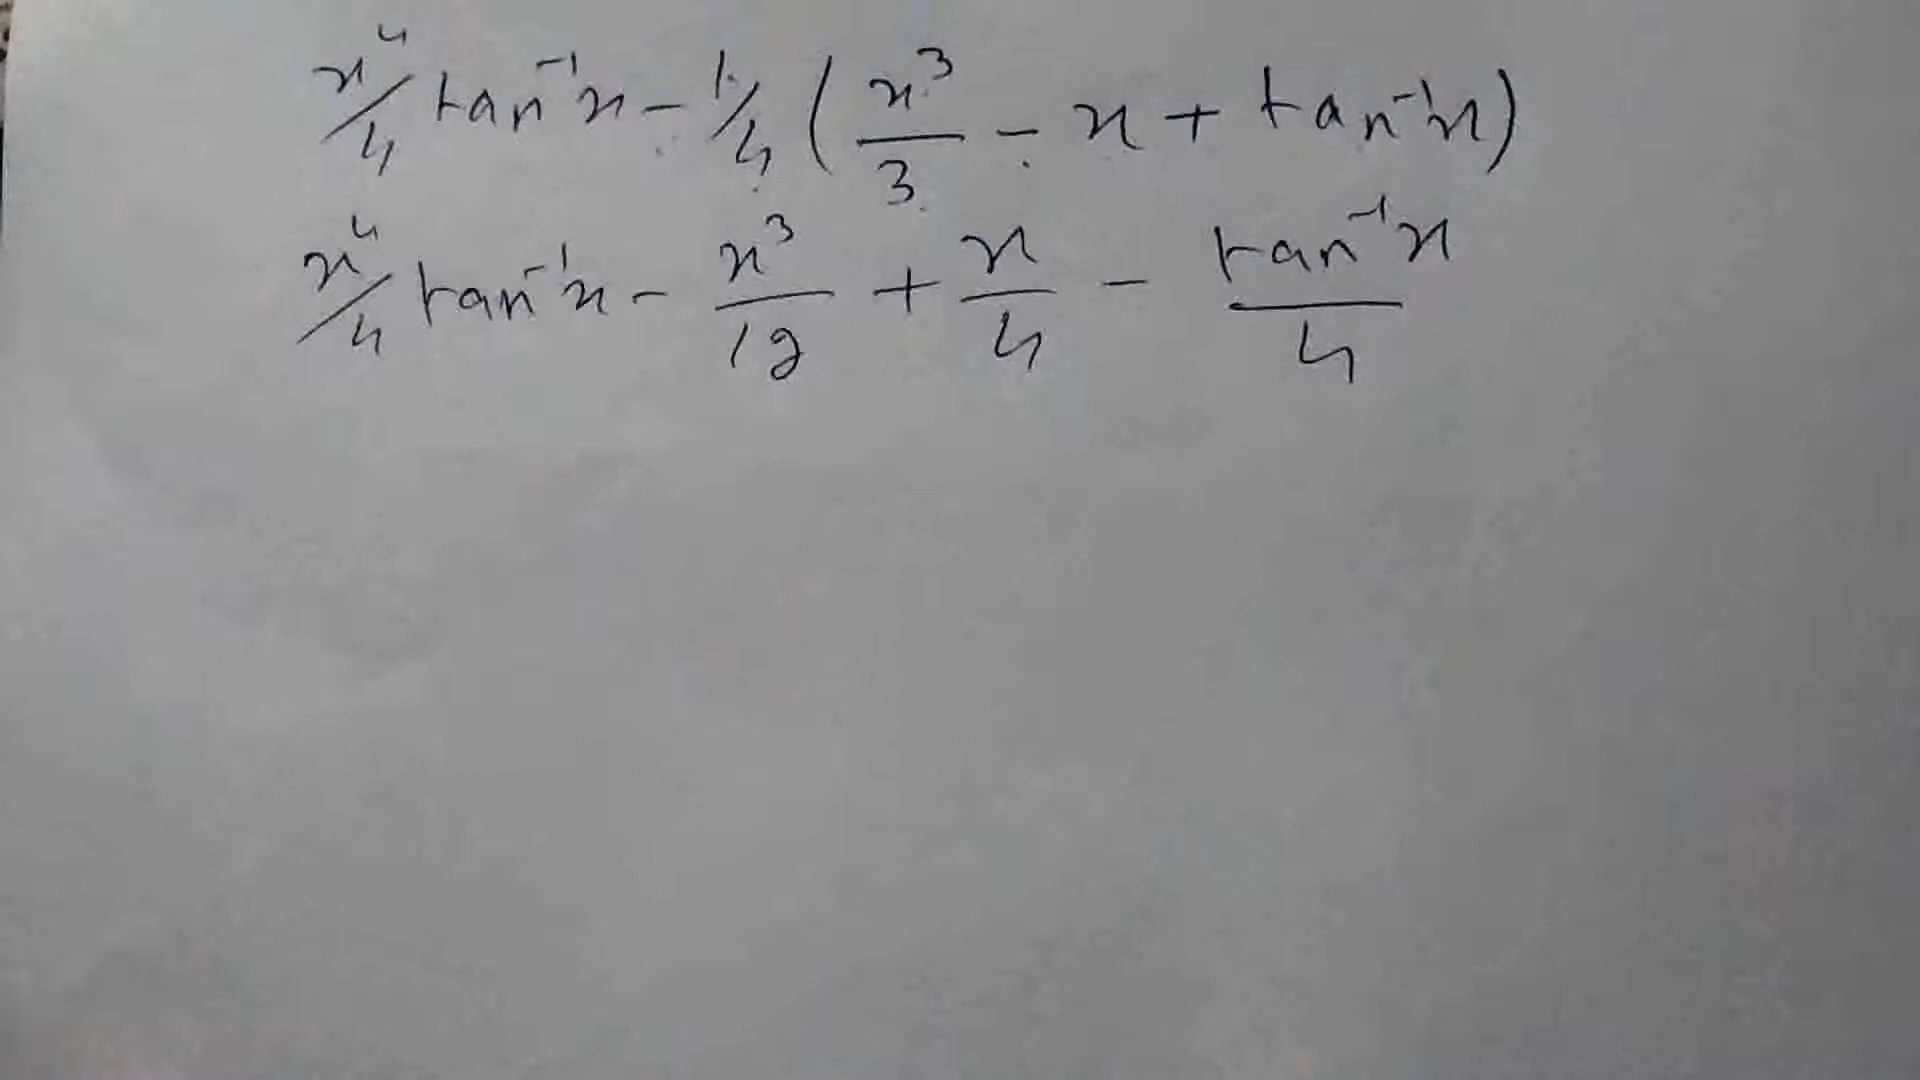 x⁴/4 tan⁻¹x - 1/4 (x³/3 - x + tan⁻¹x)
x⁴/4 tan⁻¹x - x³/12 + x/4 - tan⁻¹x/4